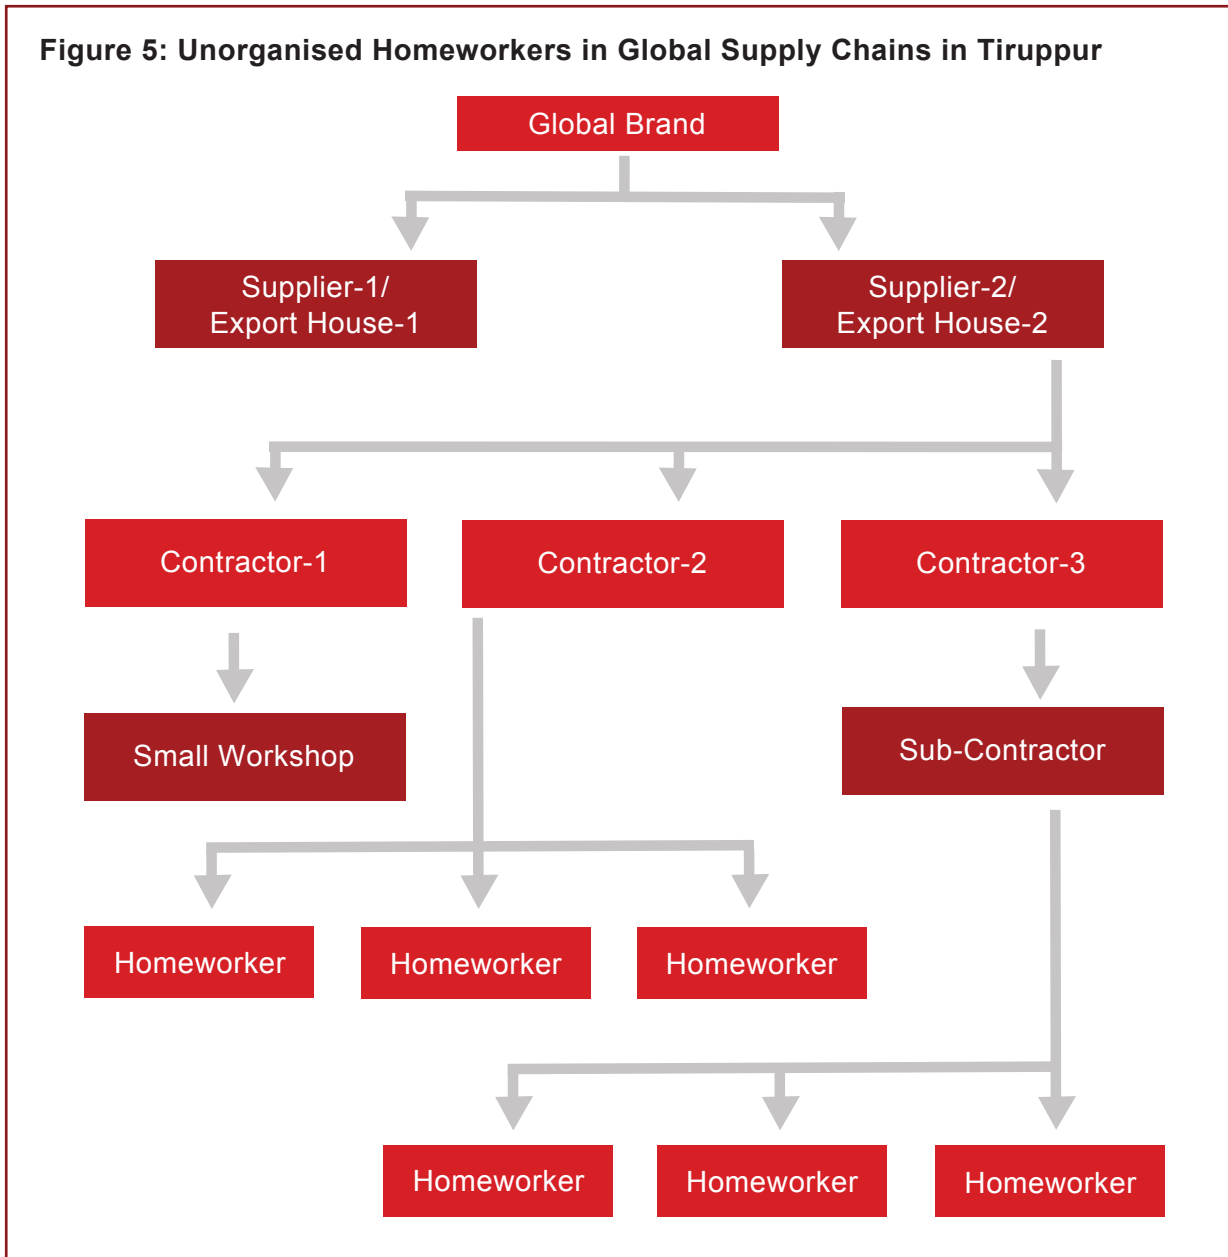 Figure 5: Unorganised Homeworkers in Global Supply Chains in Tiruppur
Global Brand
Supplier-1/
Export House-1
Supplier-2/
Export House-2
Contractor-1
Contractor-2
Contractor-3
Small Workshop
Sub-Contractor
Homeworker
Homeworker
Homeworker
Homeworker
Homeworker
Homeworker